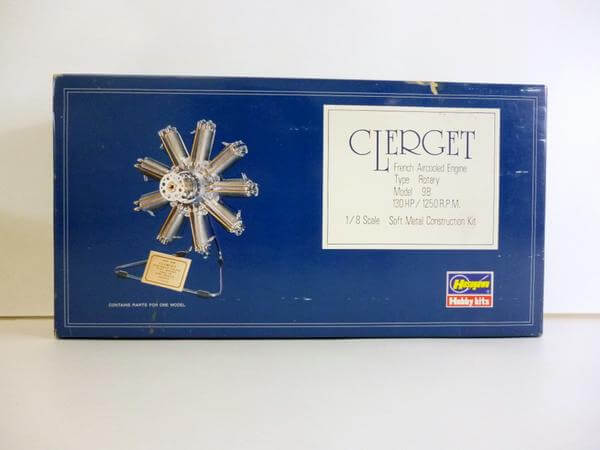 CLERGET
French Aircooled Engine
Type Rotary
Model 9B
130 HP / 1250 R.P.M.
1/8 Scale Soft Metal Construction Kit
Hasegawa
Hobby kits
CONTAINS PARTS FOR ONE MODEL